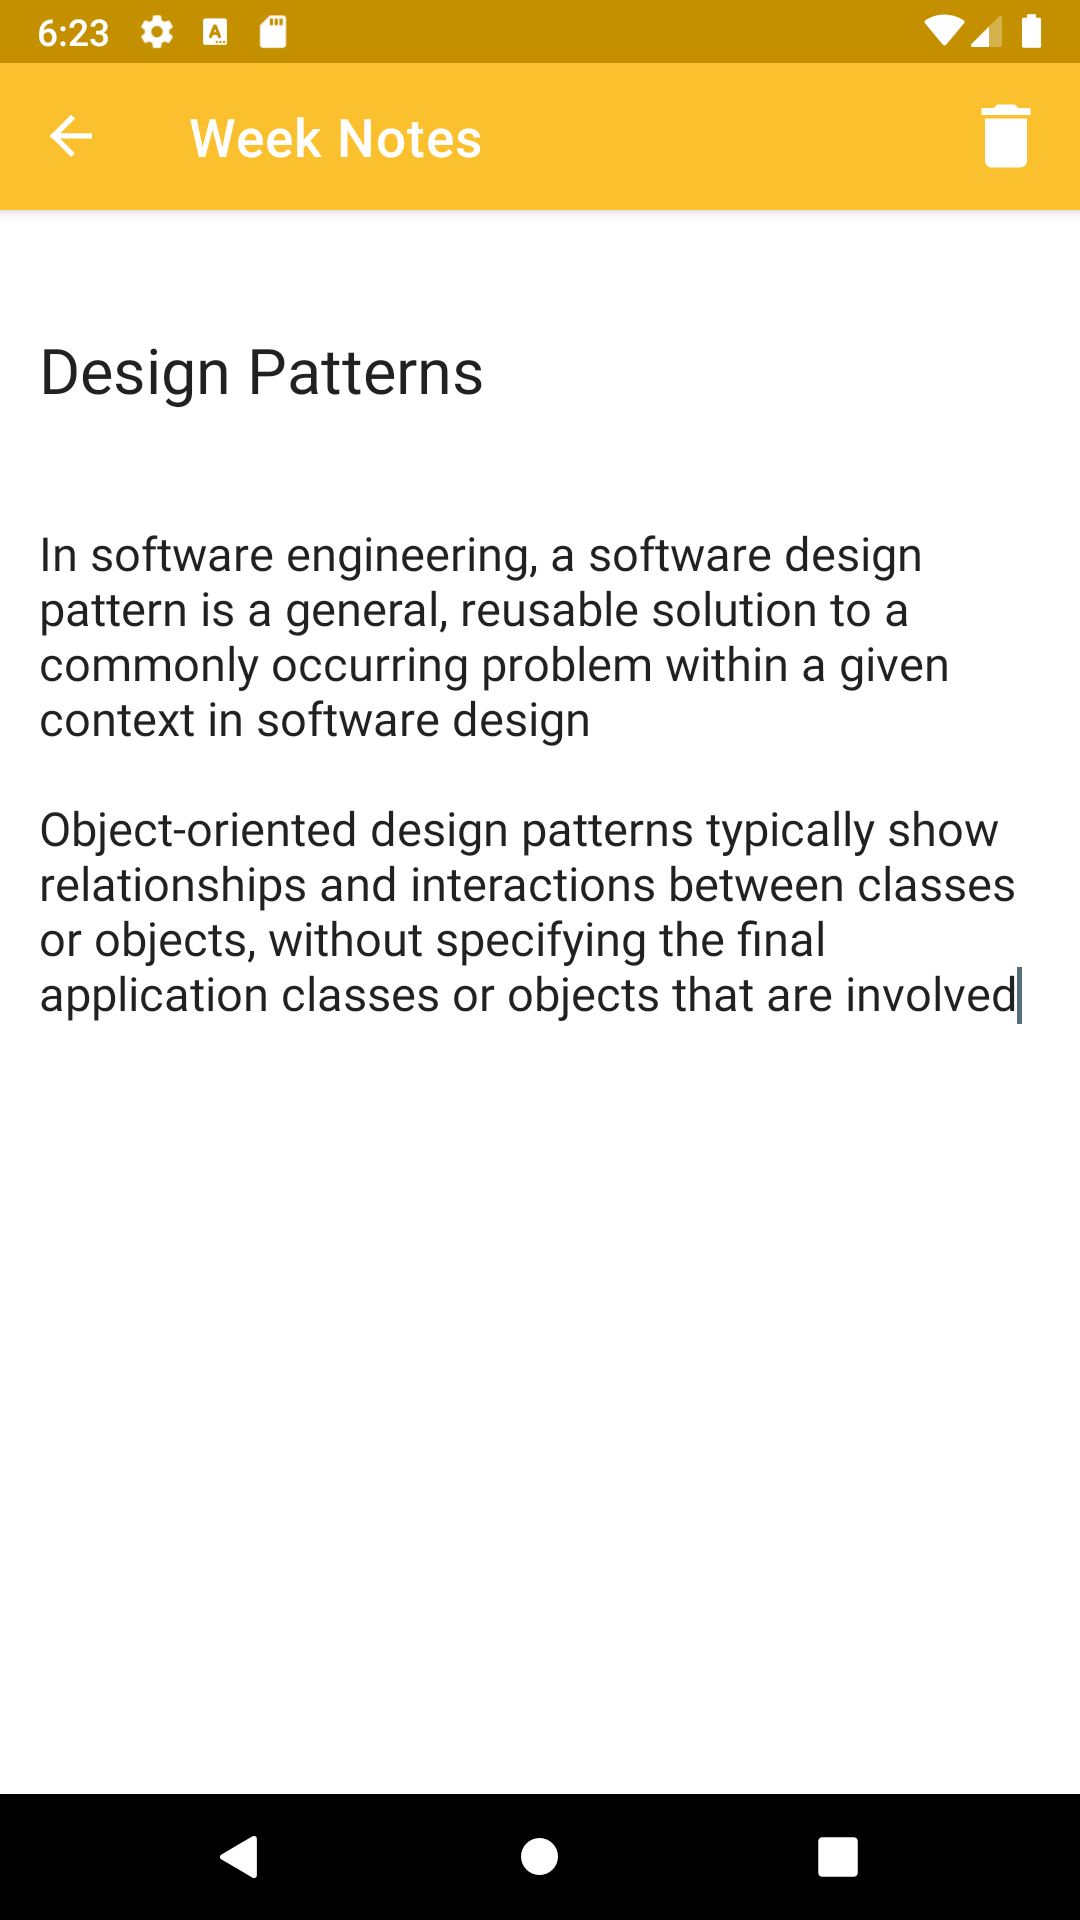 6:23
Week Notes
Design Patterns
In software engineering, a software design
pattern is a general, reusable solution to a
commonly occurring problem within a given
context in software design
Object-oriented design patterns typically show
relationships and interactions between classes
or objects, without specifying the final
application classes or objects that are involved